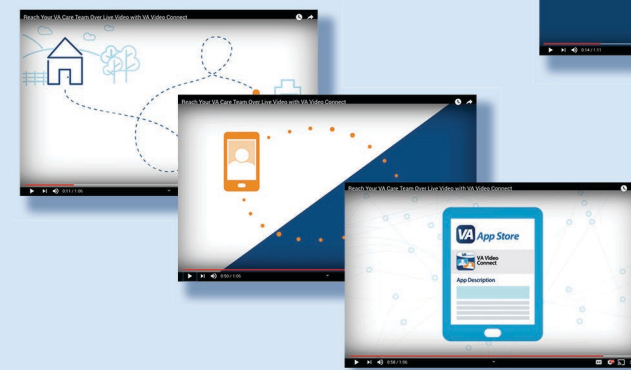 Reach Your VA Care Team Over Live Video with VA Video Connect
0:11 / 1:06
0:14 / 1:11
Reach Your VA Care Team Over Live Video with VA Video Connect
0:50 / 1:06
Reach Your VA Care Team Over Live Video with VA Video Connect
VA App Store
VA Video
Connect
App Description
0:58 / 1:06